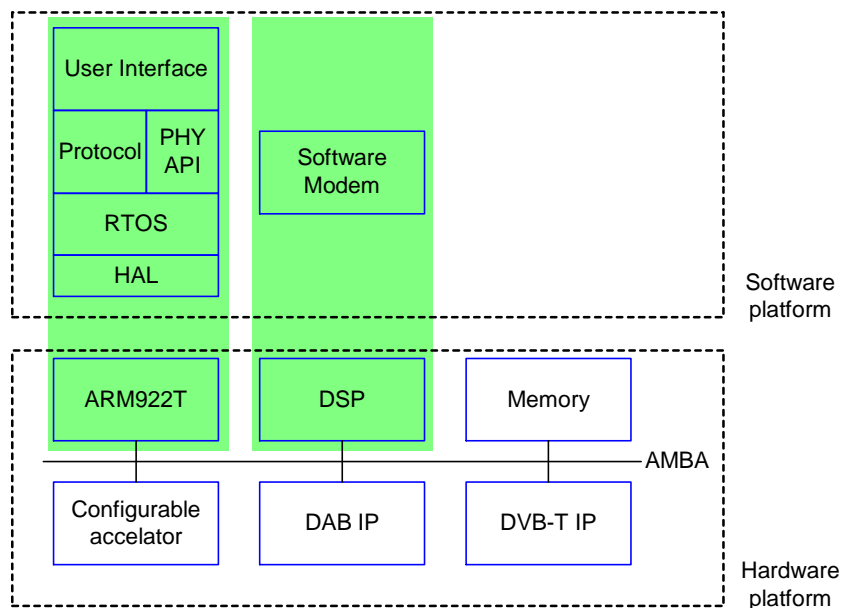 User Interface
Protocol
PHY
API
Software
Modem
RTOS
HAL
Software
platform
ARM922T
DSP
Memory
AMBA
Configurable
accelator
DAB IP
DVB-T IP
Hardware
platform